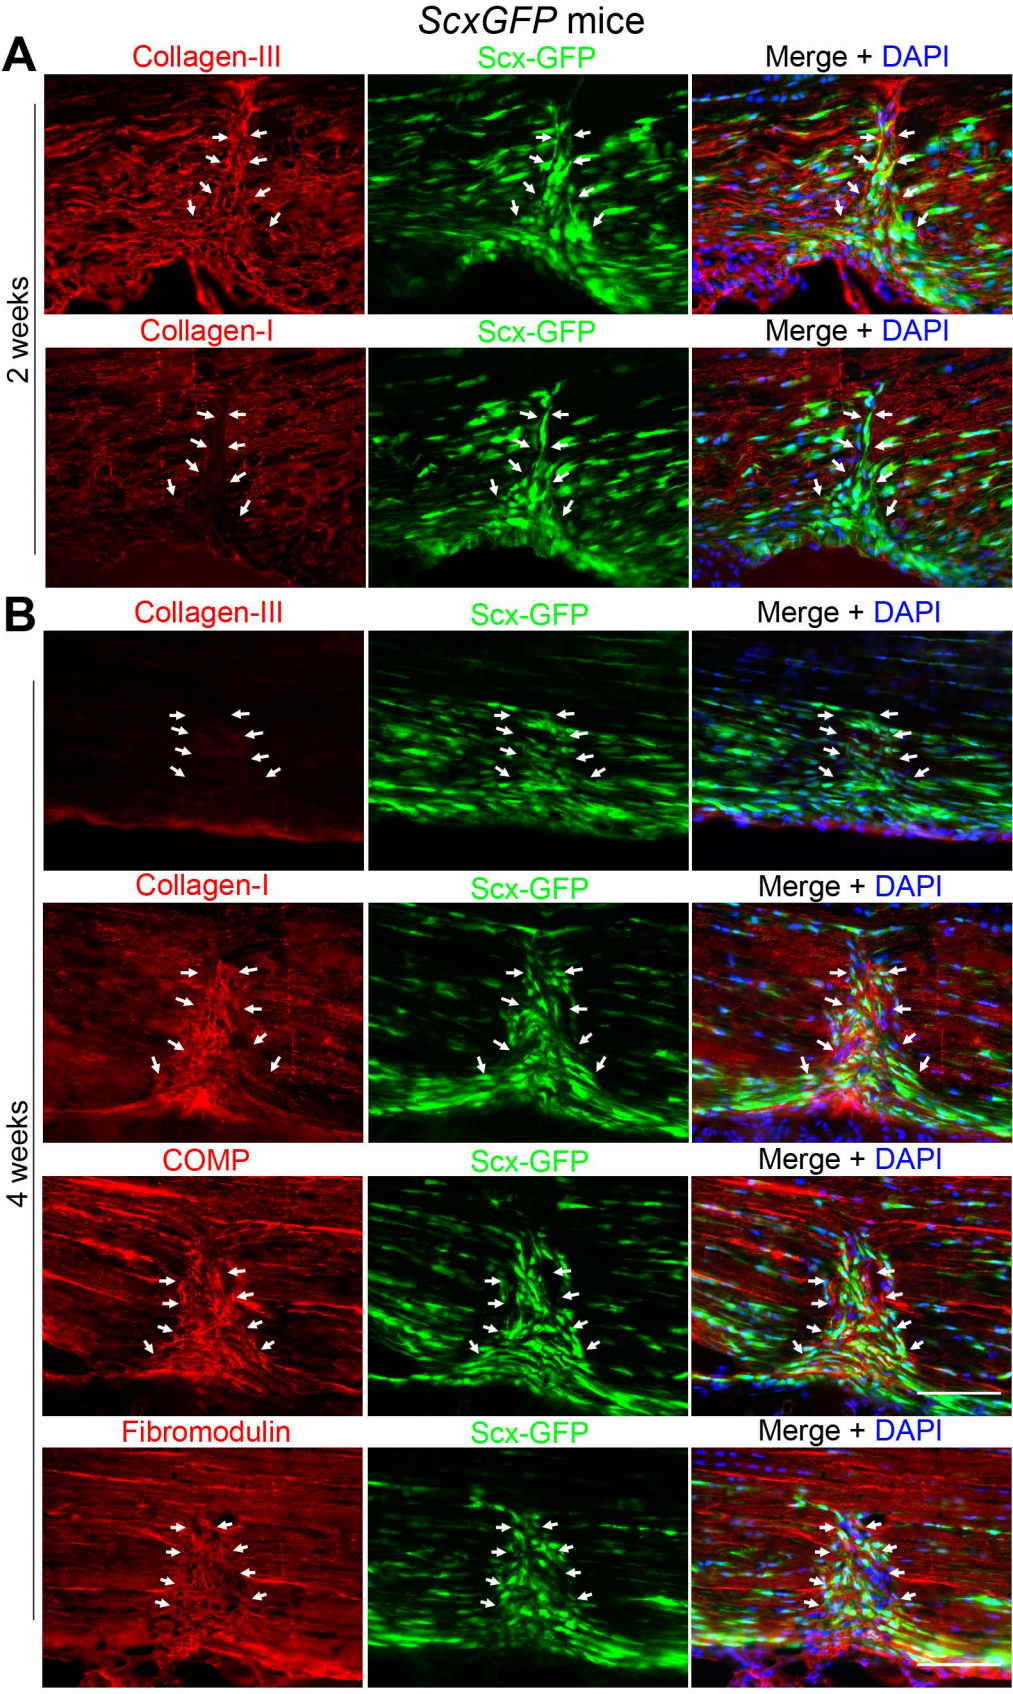 ScxGFP mice
A
Collagen-III Scx-GFP Merge + DAPI
2 weeks
Collagen-I Scx-GFP Merge + DAPI
B
Collagen-III Scx-GFP Merge + DAPI
4 weeks
Collagen-I Scx-GFP Merge + DAPI
COMP Scx-GFP Merge + DAPI
Fibromodulin Scx-GFP Merge + DAPI